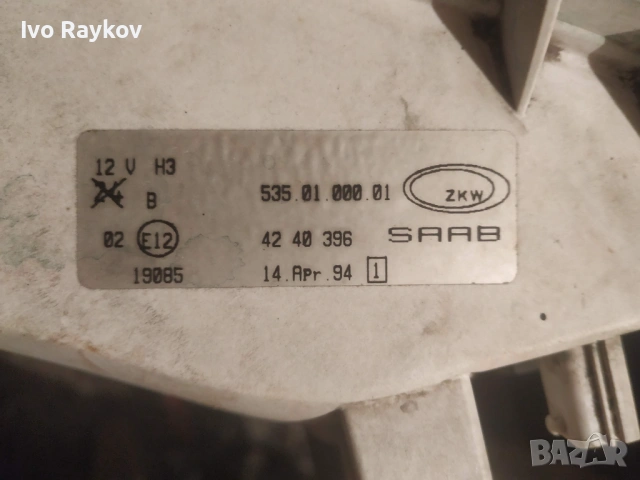 Ivo Raykov
12 V H3
B 535.01.000.01 ZKW
02 E12 42 40 396 SAAB
19085 14.Apr.94 1
BAZAR